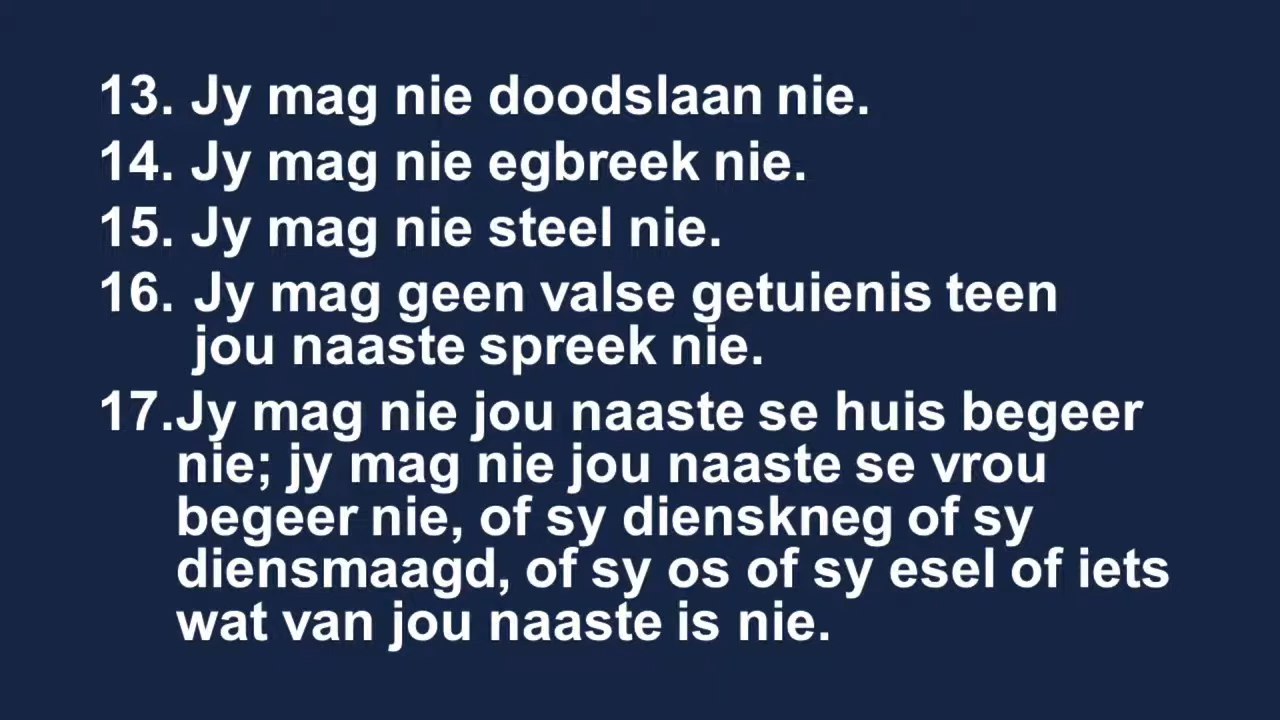 13. Jy mag nie doodslaan nie.
14. Jy mag nie egbreek nie.
15. Jy mag nie steel nie.
16. Jy mag geen valse getuienis teen
jou naaste spreek nie.
17.Jy mag nie jou naaste se huis begeer
nie; jy mag nie jou naaste se vrou
begeer nie, of sy dienskneg of sy
diensmaagd, of sy os of sy esel of iets
wat van jou naaste is nie.